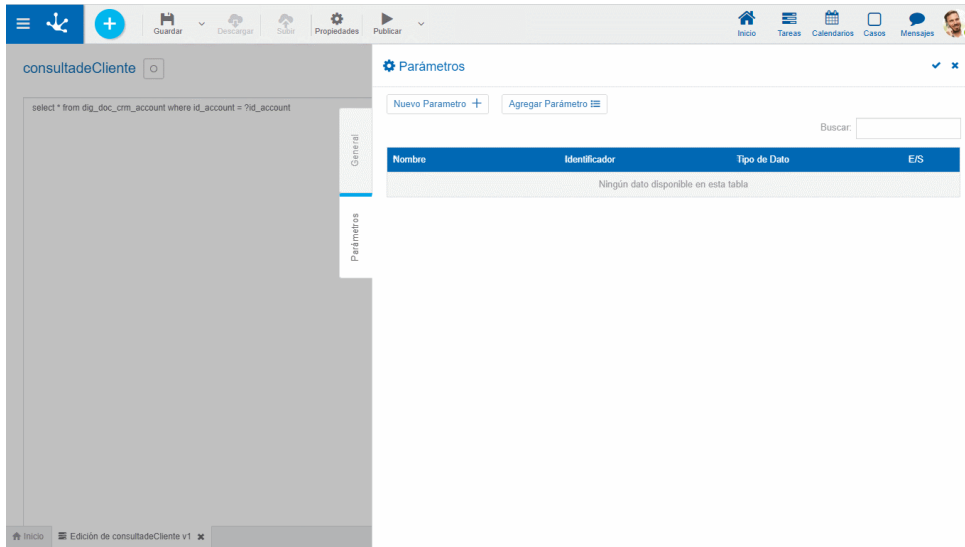 Guardar Descargar Subir Propiedades Publicar Inicio Tareas Calendarios Casos Mensajes
consultadeCliente
Parámetros
select * from dig_doc_crm_account where id_account = ?id_account
Nuevo Parametro Agregar Parámetro
Buscar:
General
Nombre Identificador Tipo de Dato E/S
Ningún dato disponible en esta tabla
Parámetros
Inicio Edición de consultadeCliente v1